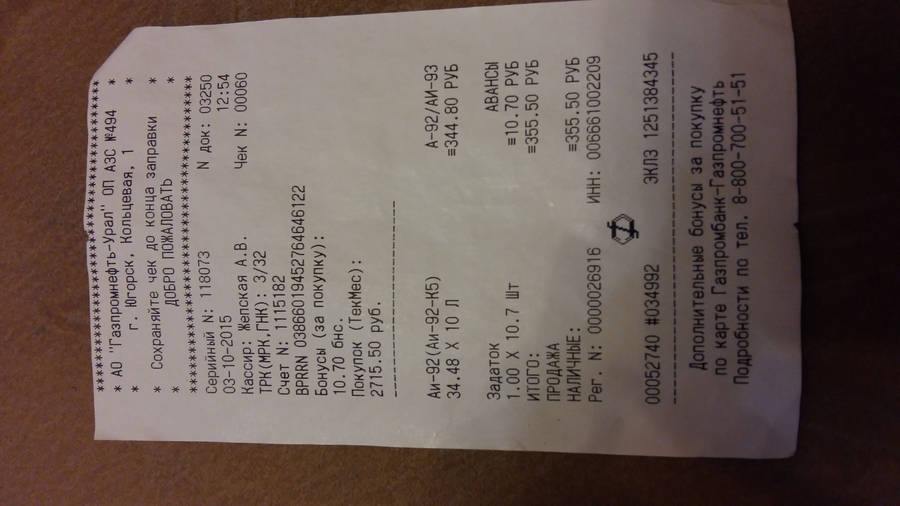 ****************************************
* АО "Газпромнефть-Урал" ОП АЗС №494 *
* г. Югорск, Кольцевая, 1 *
* Сохраняйте чек до конца заправки *
* ДОБРО ПОЖАЛОВАТЬ *
****************************************
Серийный N: 118073 N док: 03250
03-10-2015 12:54
Кассир: Жепская А.В. Чек N: 00060
ТРК(МРК,ГНК): 3/32
Счет N: 1115182
ВРRRN 03866019452764646122
Бонусы (за покупку):
10.70 бнс.
Покупок (ТекМес):
2715.50 руб.
----------------------------------------
АИ-92(Аи-92-К5) А-92/АИ-93
34.48 X 10 Л ≡344.80 РУБ
Задаток АВАНСЫ
1.00 X 10.7 Шт ≡10.70 РУБ
ИТОГО: ≡355.50 РУБ
ПРОДАЖА
НАЛИЧНЫЕ: ≡355.50 РУБ
Рег. N: 0000026916 ИНН: 006661002209
00052740 #034992 ЭКЛЗ 1251384345
----------------------------------------
Дополнительные бонусы за покупку
по карте Газпромбанк-Газпромнефть
Подробности по тел. 8-800-700-51-51